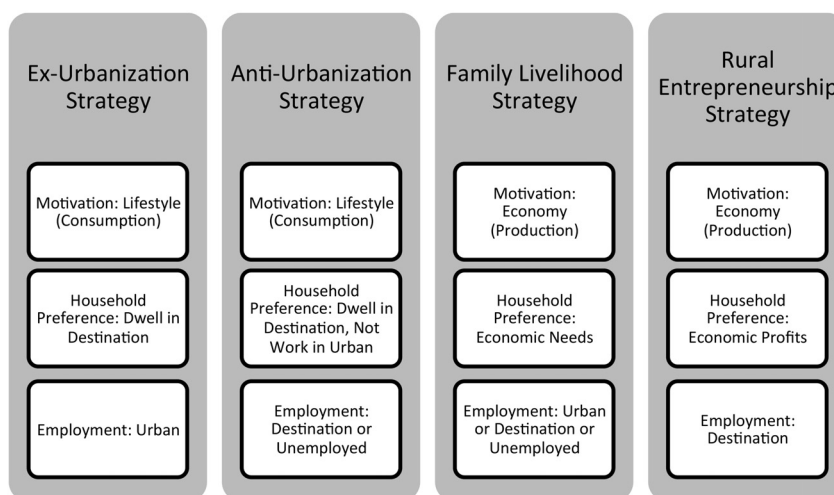 Ex-Urbanization
Strategy
Motivation: Lifestyle
(Consumption)
Household
Preference: Dwell in
Destination
Employment: Urban
Anti-Urbanization
Strategy
Motivation: Lifestyle
(Consumption)
Household
Preference: Dwell in
Destination, Not
Work in Urban
Employment:
Destination or
Unemployed
Family Livelihood
Strategy
Motivation:
Economy
(Production)
Household
Preference:
Economic Needs
Employment: Urban
or Destination or
Unemployed
Rural
Entrepreneurship
Strategy
Motivation:
Economy
(Production)
Household
Preference:
Economic Profits
Employment:
Destination